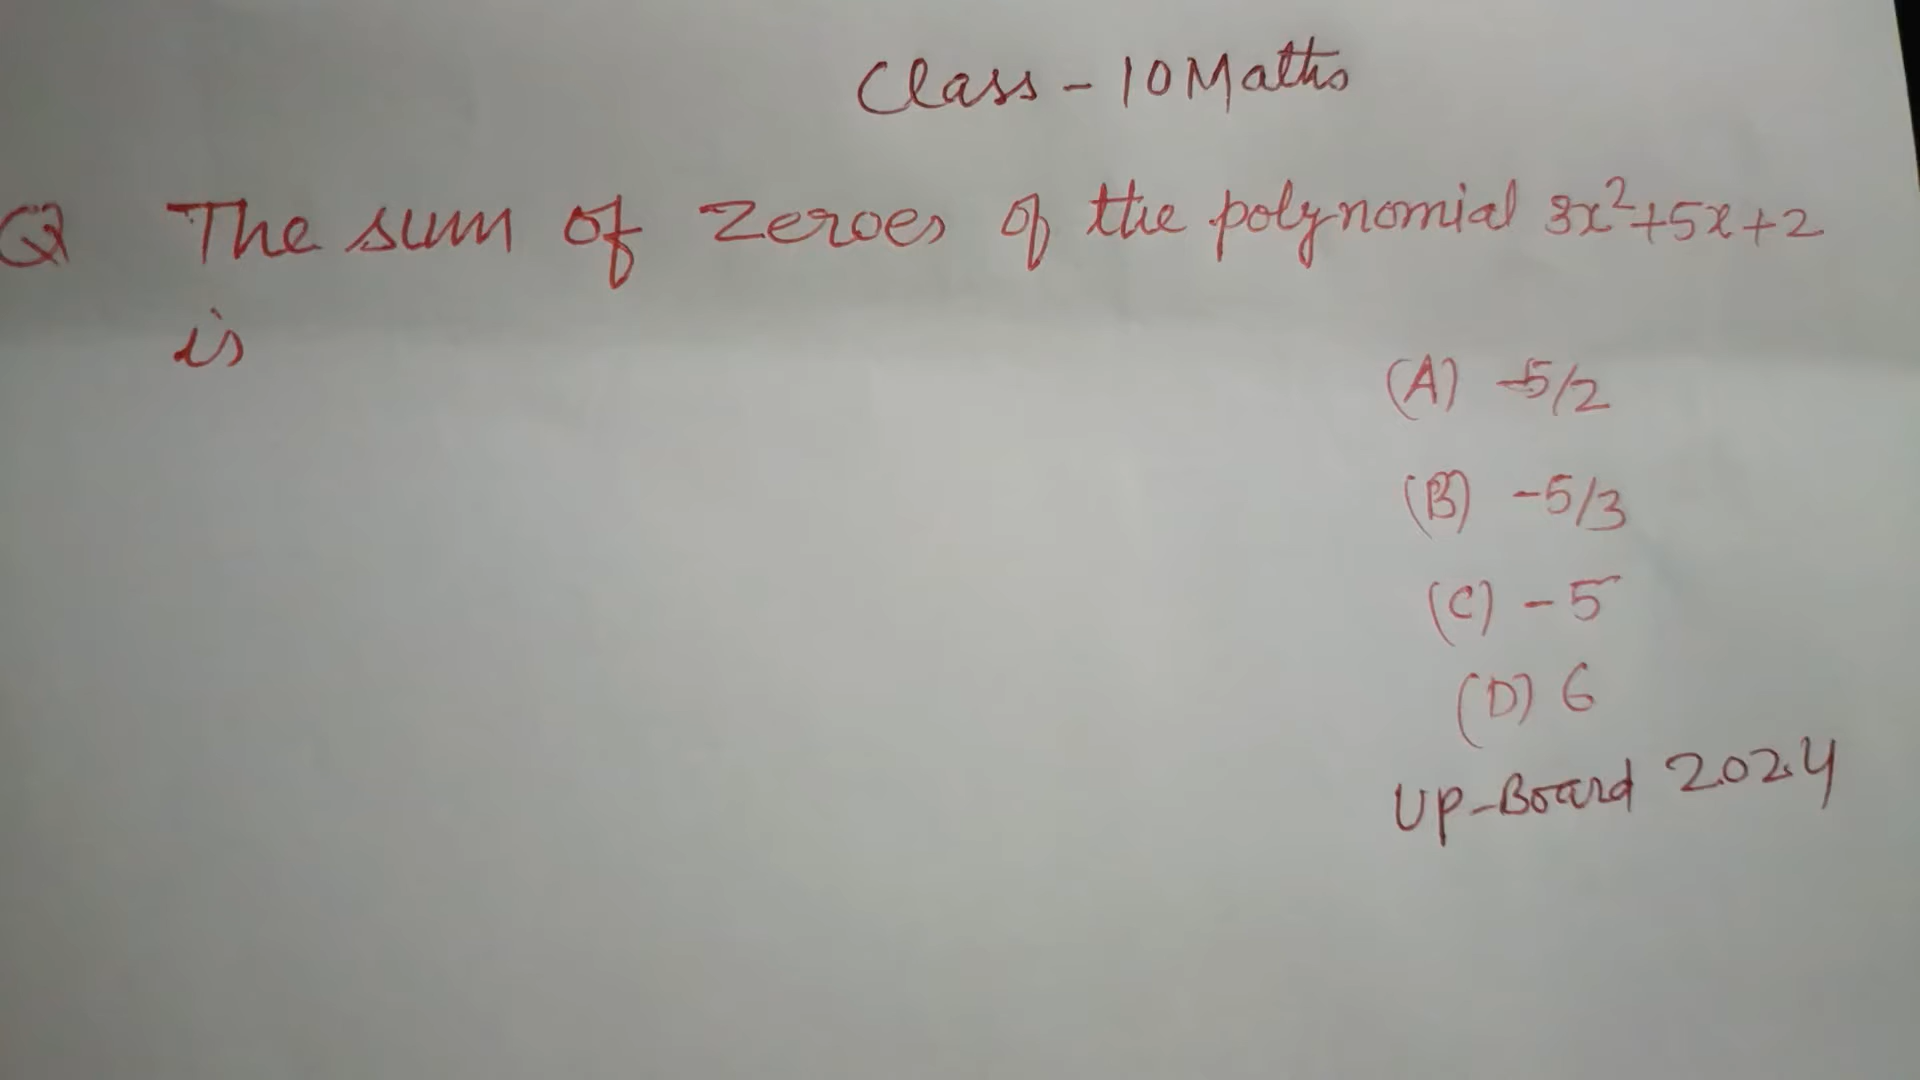 Class - 10 Maths
Q The sum of zeroes of the polynomial 3x²+5x+2
is
(A) -5/2
(B) -5/3
(C) - 5
(D) 6
UP-Board 2024